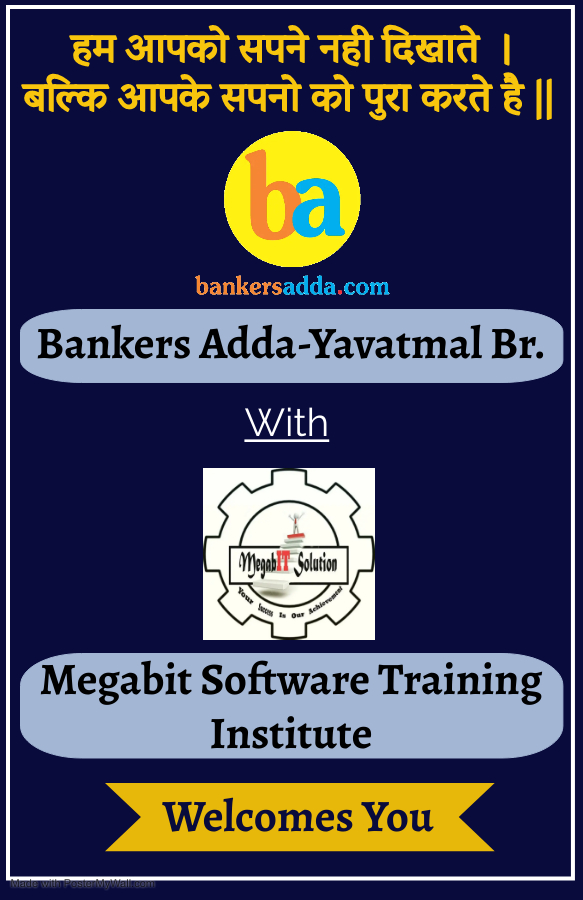 हम आपको सपने नही दिखाते ।
बल्कि आपके सपनो को पुरा करते है ||
ba
bankersadda.com
Bankers Adda-Yavatmal Br.
With
MegabIT Solution
Your Success Is Our Achievement
Megabit Software Training
Institute
Welcomes You
Made with PosterMyWall.com